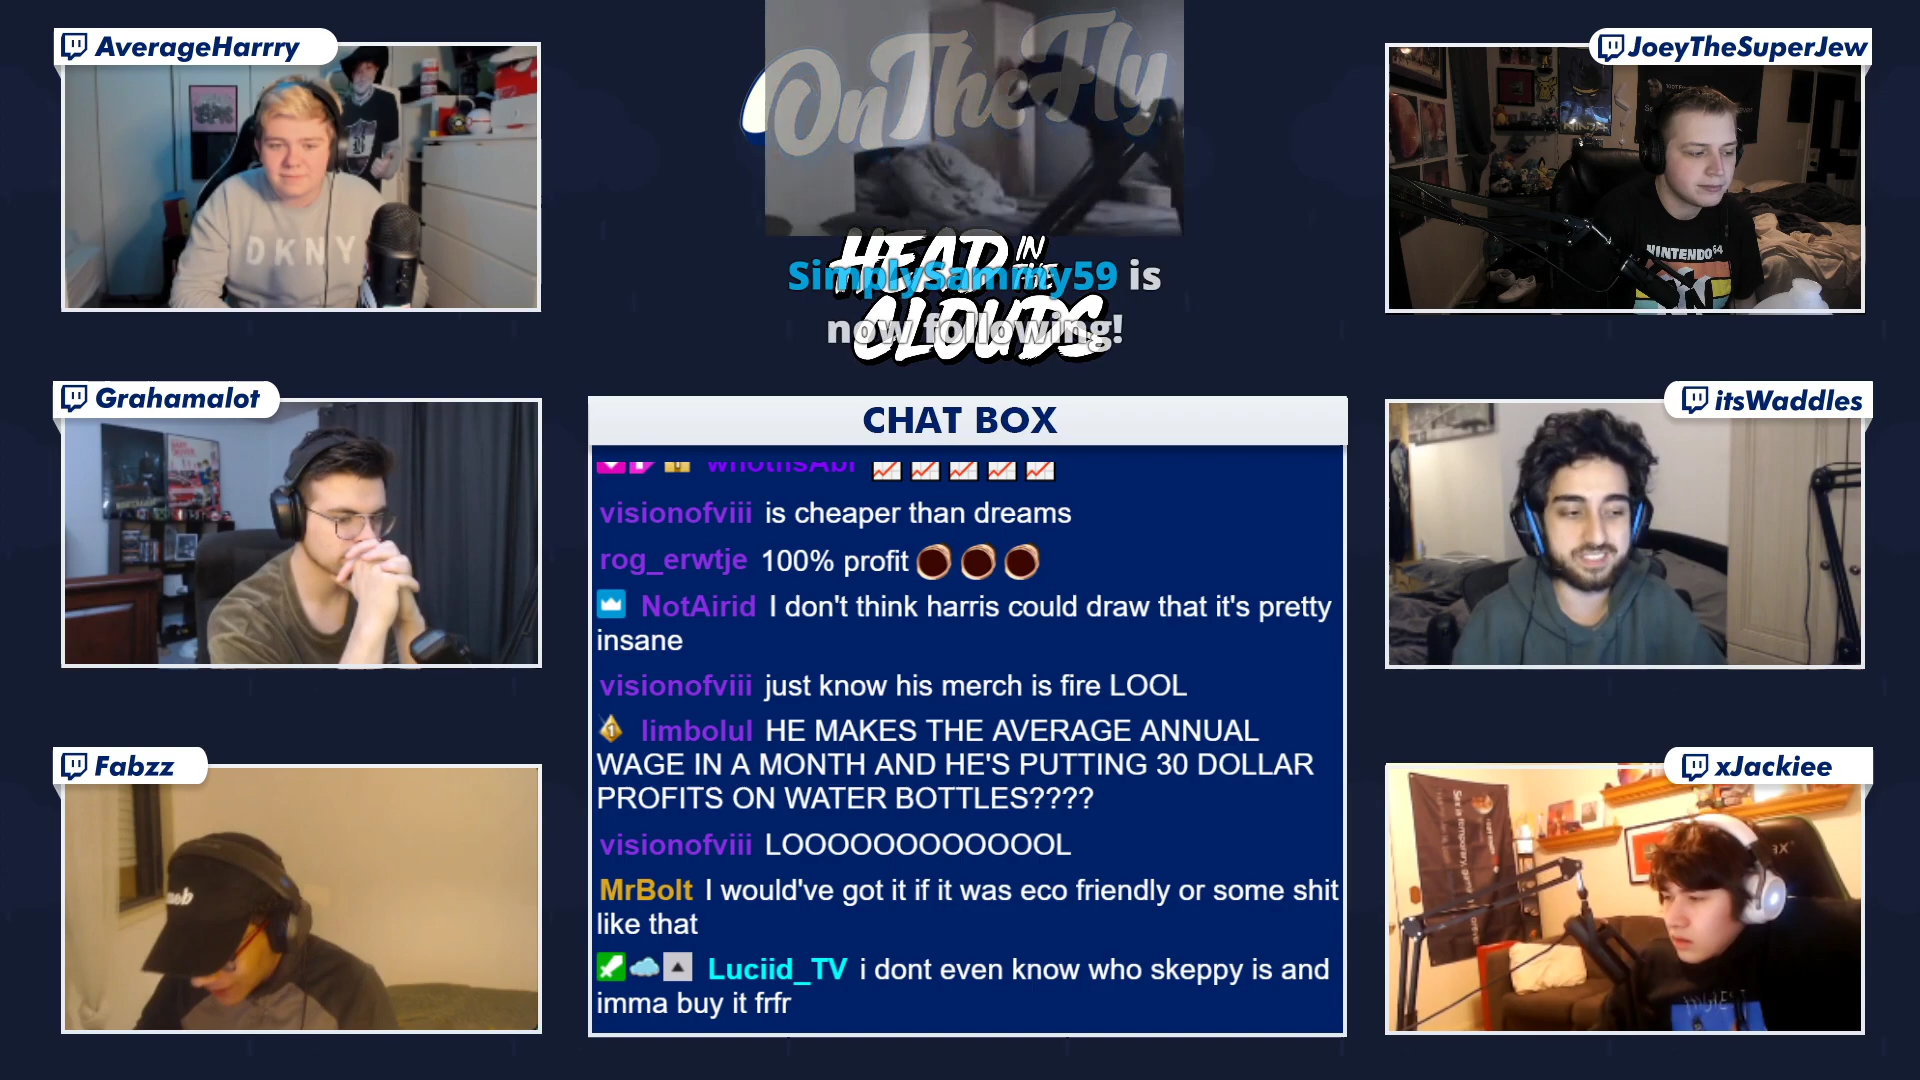 AverageHarrry
OnTheFly
JoeyTheSuperJew
DKNY
NINTENDO 64
HEAD IN THE CLOUDS
SimplySammy59 is
now following!
Grahamalot
itsWaddles
CHAT BOX
whotfisAbi
visionofviii is cheaper than dreams
rog_erwtje 100% profit
NotAirid I don't think harris could draw that it's pretty
insane
visionofviii just know his merch is fire LOOL
limbolul HE MAKES THE AVERAGE ANNUAL
WAGE IN A MONTH AND HE'S PUTTING 30 DOLLAR
PROFITS ON WATER BOTTLES????
visionofviii LOOOOOOOOOOOOL
MrBolt I would've got it if it was eco friendly or some shit
like that
Luciid_TV i dont even know who skeppy is and
imma buy it frfr
Fabzz
xJackiee